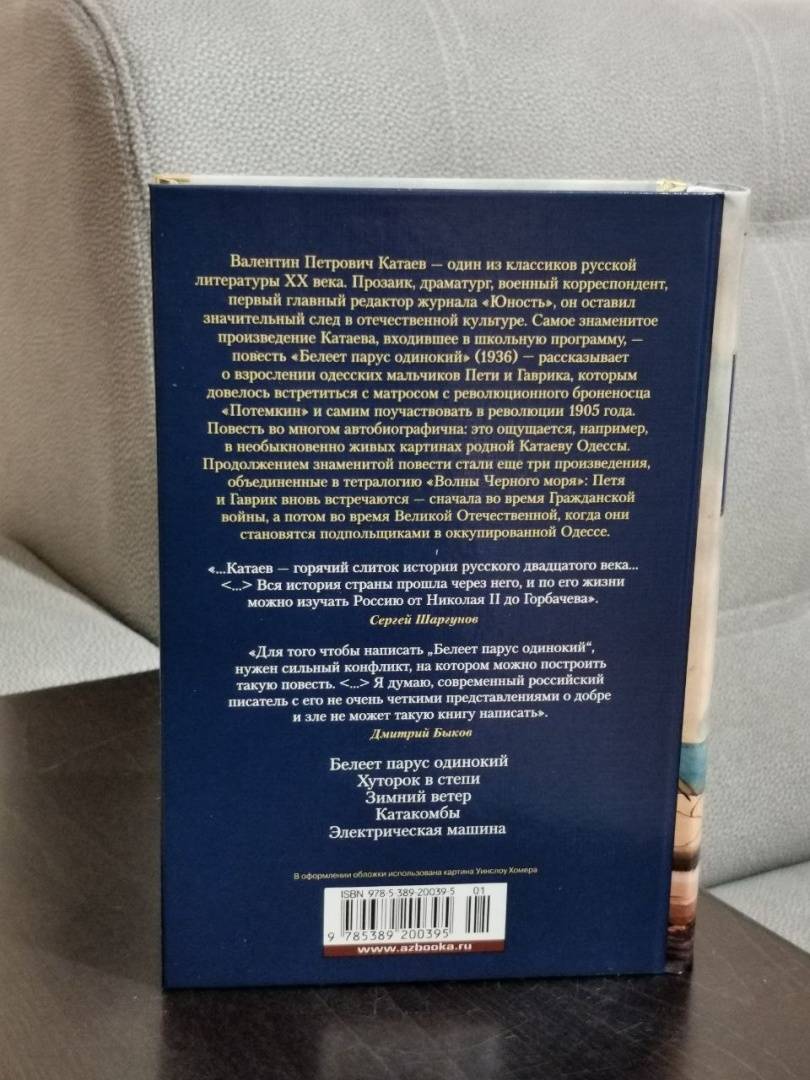 Валентин Петрович Катаев — один из классиков русской
литературы XX века. Прозаик, драматург, военный корреспондент,
первый главный редактор журнала «Юность», он оставил
значительный след в отечественной культуре. Самое знаменитое
произведение Катаева, входившее в школьную программу, —
повесть «Белеет парус одинокий» (1936) — рассказывает
о взрослении одесских мальчиков Пети и Гаврика, которым
довелось встретиться с матросом с революционного броненосца
«Потемкин» и самим поучаствовать в революции 1905 года.
Повесть во многом автобиографична: это ощущается, например,
в необыкновенно живых картинах родной Катаеву Одессы.
Продолжением знаменитой повести стали еще три произведения,
объединенные в тетралогию «Волны Черного моря»: Петя
и Гаврик вновь встречаются — сначала во время Гражданской
войны, а потом во время Великой Отечественной, когда они
становятся подпольщиками в оккупированной Одессе.
«...Катаев — горячий слиток истории русского двадцатого века...
<...> Вся история страны прошла через него, и по его жизни
можно изучать Россию от Николая II до Горбачева».
Сергей Шаргунов
«Для того чтобы написать „Белеет парус одинокий“,
нужен сильный конфликт, на котором можно построить
такую повесть. <...> Я думаю, современный российский
писатель с его не очень четкими представлениями о добре
и зле не может такую книгу написать».
Дмитрий Быков
Белеет парус одинокий
Хуторок в степи
Зимний ветер
Катакомбы
Электрическая машина
В оформлении обложки использована картина Уинслоу Хомера
ISBN 978-5-389-20039-5 01
9 785389 200395
www.azbooka.ru